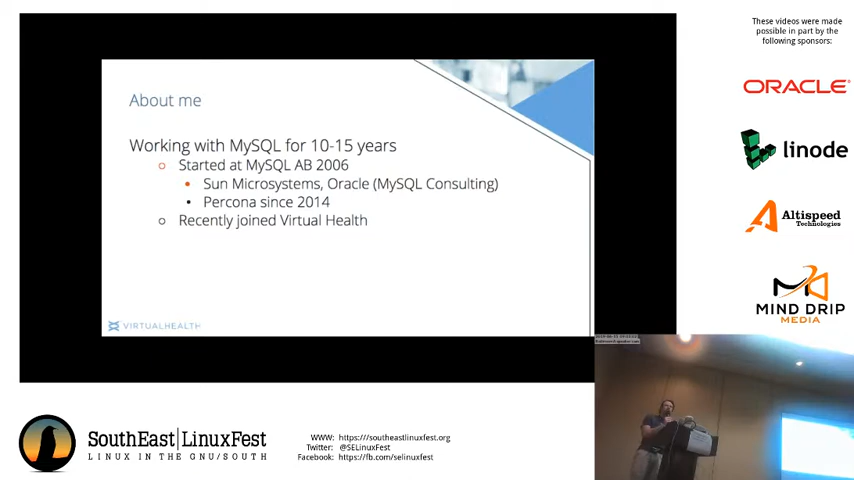 These videos were made
possible in part by the
following sponsors:
ORACLE
linode
Altispeed
Technologies
MIND DRIP
MEDIA
About me
Working with MySQL for 10-15 years
Started at MySQL AB 2006
Sun Microsystems, Oracle (MySQL Consulting)
Percona since 2014
Recently joined Virtual Health
VIRTUALHEALTH
SouthEast|LinuxFest
LINUX IN THE GNU/SOUTH
WWW: https:///southeastlinuxfest.org
Twitter: @SELinuxFest
Facebook: https://fb.com/selinuxfest